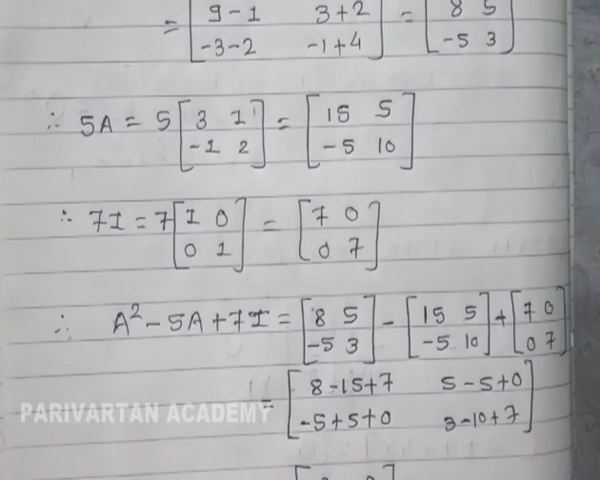 = [9-1 3+2 = [8 5
-3-2 -1+4] -5 3]
∴ 5A = 5 [3 1 = [15 5
-1 2] -5 10]
∴ 7I = 7 [1 0 = [7 0
0 1] 0 7]
∴ A²-5A+7I = [8 5 - [15 5 + [7 0
-5 3] -5 10] 0 7]
= [8-15+7 5-5+0
-5+5+0 3-10+7]
PARIVARTAN ACADEMY